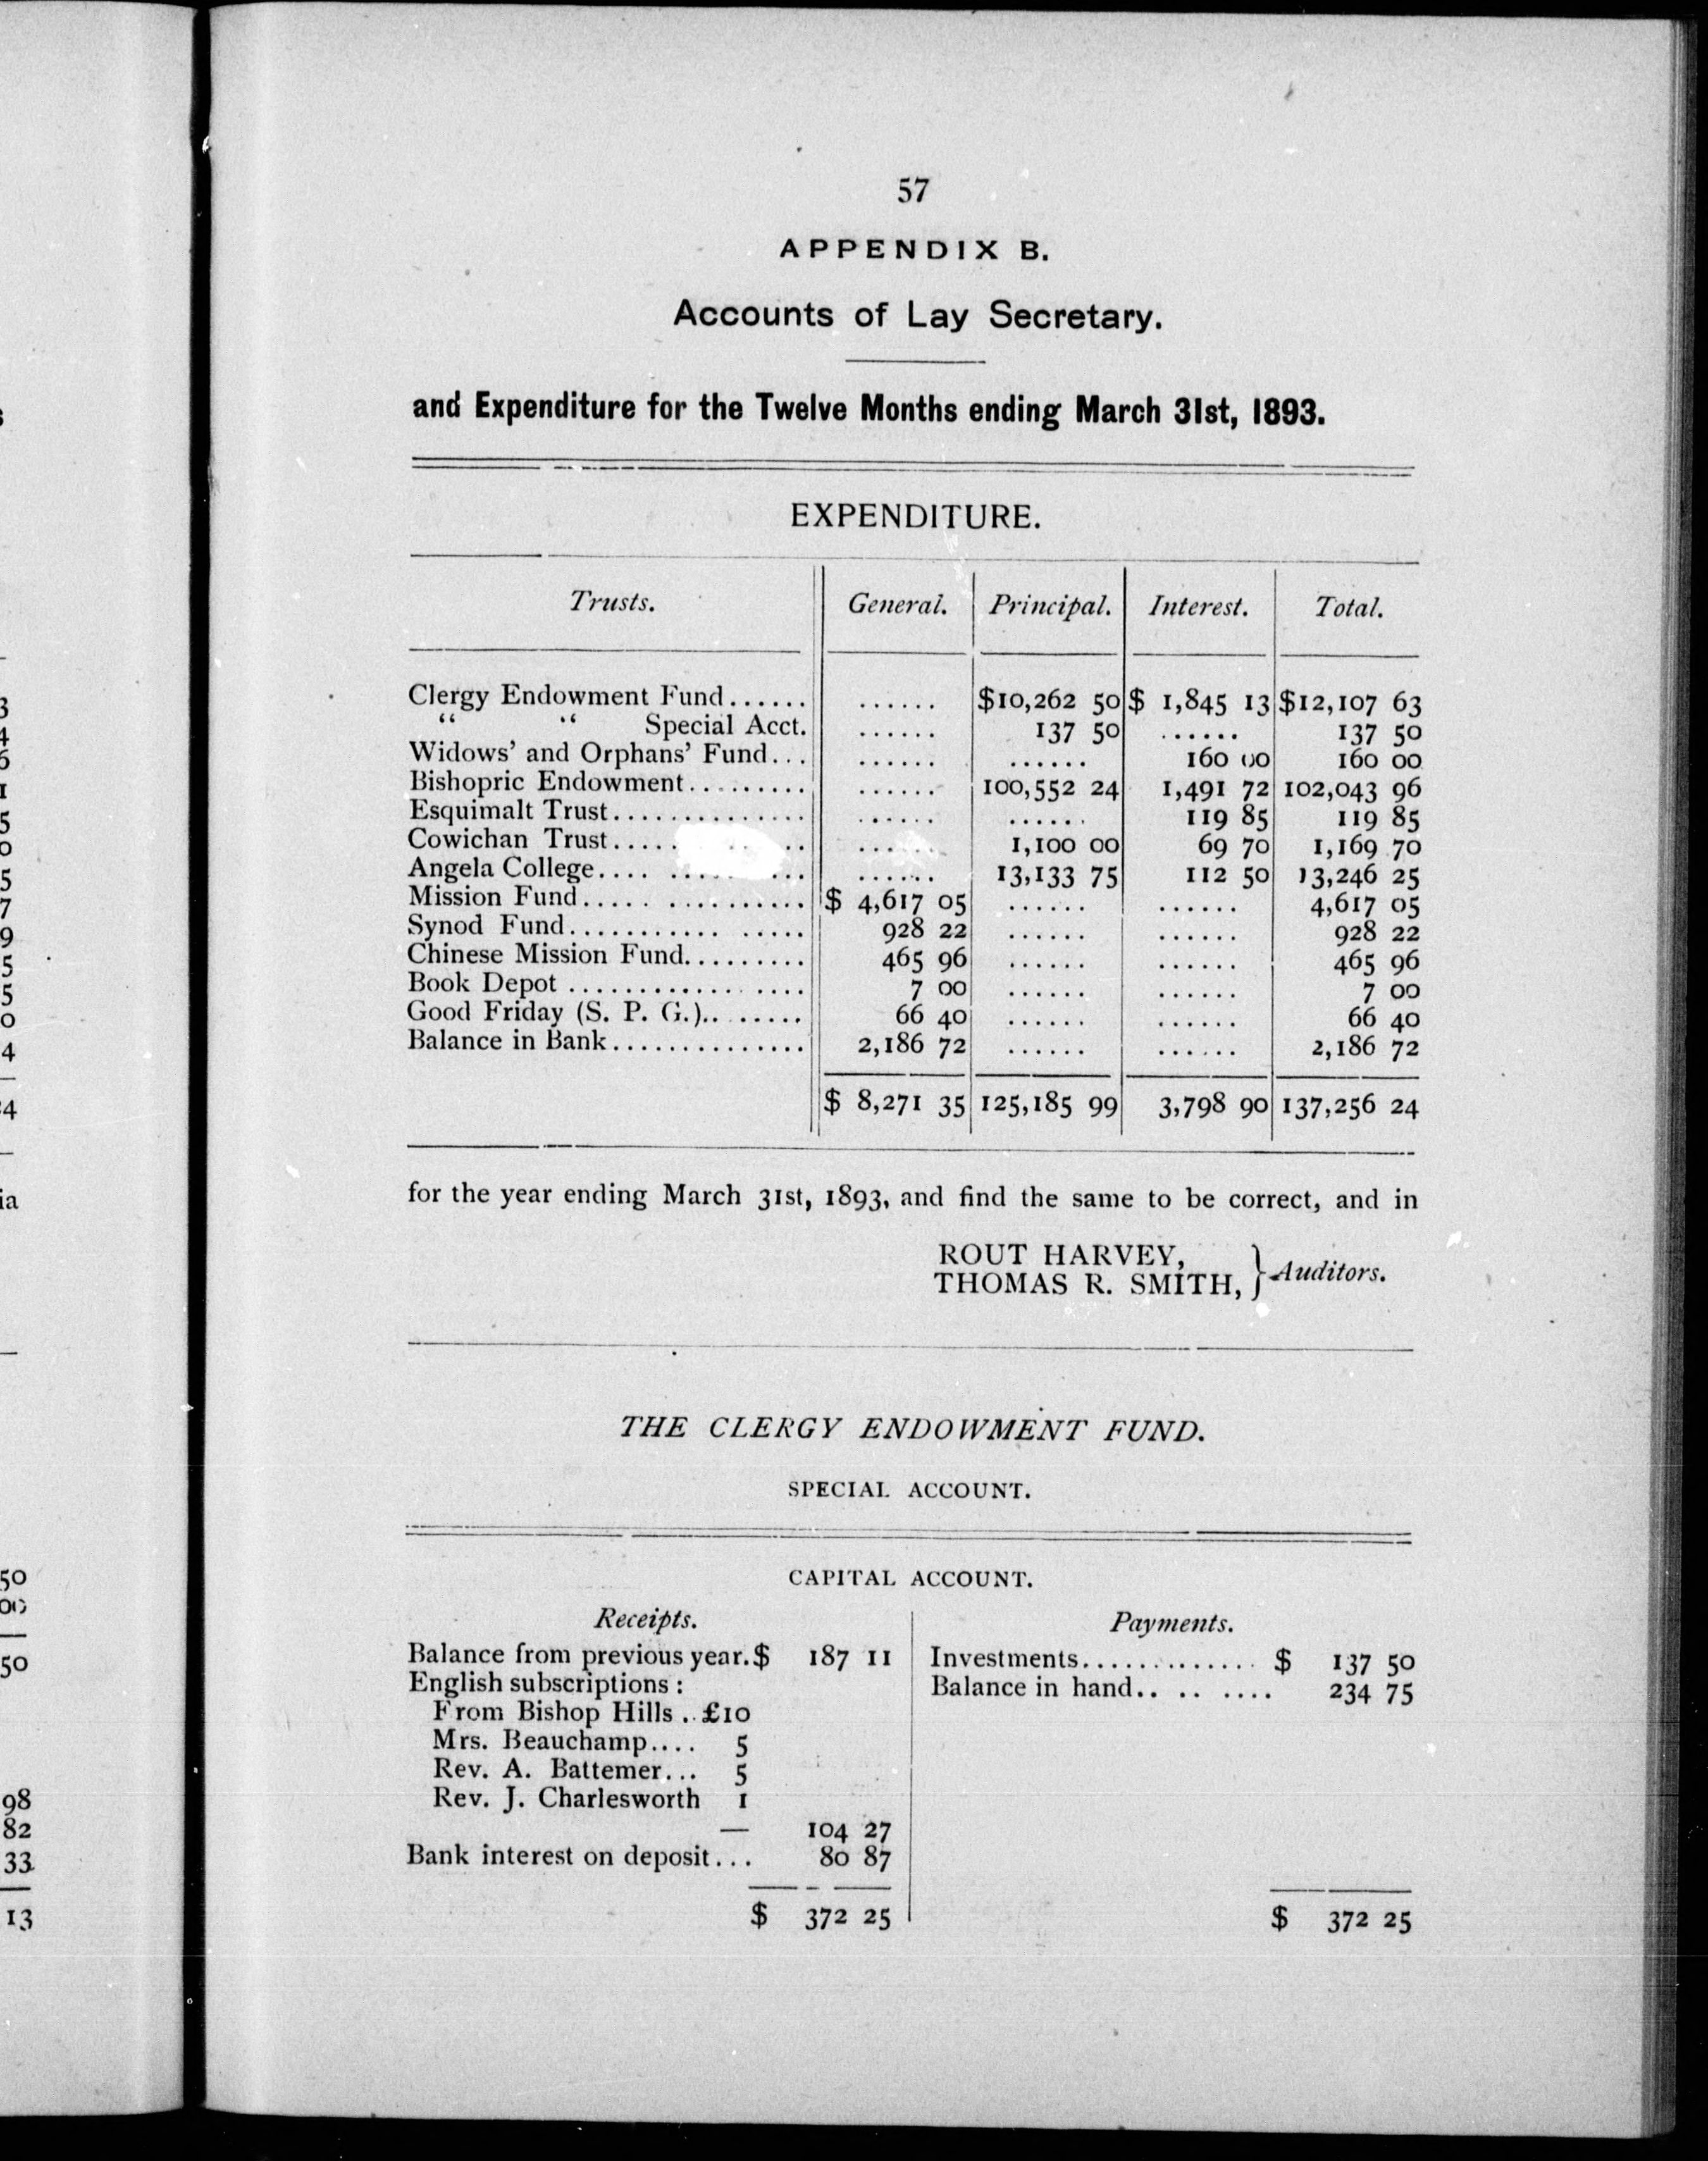 57
APPENDIX B.
Accounts of Lay Secretary.
and Expenditure for the Twelve Months ending March 31st, 1893.
EXPENDITURE.
Trusts. General. Principal. Interest. Total.
Clergy Endowment Fund...... ...... $10,262 50 $ 1,845 13 $12,107 63
“ “ Special Acct. ...... 137 50 ...... 137 50
Widows' and Orphans' Fund... ...... ...... 160 00 160 00
Bishopric Endowment......... ...... 100,552 24 1,491 72 102,043 96
Esquimalt Trust.............. ...... ...... 119 85 119 85
Cowichan Trust..... .. ...... 1,100 00 69 70 1,169 70
Angela College.... ..... ... ...... 13,133 75 112 50 13,246 25
Mission Fund..... .......... $ 4,617 05 ...... ...... 4,617 05
Synod Fund........... ..... 928 22 ...... ...... 928 22
Chinese Mission Fund......... 465 96 ...... ...... 465 96
Book Depot ............. .... 7 00 ...... ...... 7 00
Good Friday (S. P. G.).. ...... 66 40 ...... ...... 66 40
Balance in Bank.............. 2,186 72 ...... ...... 2,186 72
$ 8,271 35 125,185 99 3,798 90 137,256 24
for the year ending March 31st, 1893, and find the same to be correct, and in
ROUT HARVEY,
THOMAS R. SMITH, } Auditors.
THE CLERGY ENDOWMENT FUND.
SPECIAL ACCOUNT.
CAPITAL ACCOUNT.
Receipts. Payments.
Balance from previous year.$ 187 11 Investments............. $ 137 50
English subscriptions : Balance in hand.. .. .... 234 75
From Bishop Hills .. £10
Mrs. Beauchamp.... 5
Rev. A. Battemer... 5
Rev. J. Charlesworth 1
— 104 27
Bank interest on deposit... 80 87
$ 372 25 $ 372 25